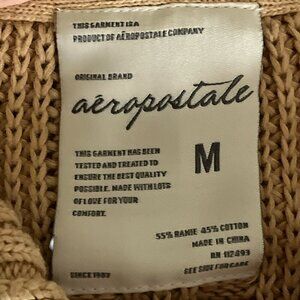 THIS GARMENT IS A
PRODUCT OF AÉROPOSTALE COMPANY
ORIGINAL BRAND
aéropostale
THIS GARMENT HAS BEEN
TESTED AND TREATED TO
ENSURE THE BEST QUALITY
POSSIBLE. MADE WITH LOTS
OF LOVE FOR YOUR
COMFORT.
M
55% RAMIE 45% COTTON
MADE IN CHINA
RN 112493
SEE SIDE FOR CARE
SINCE 1987